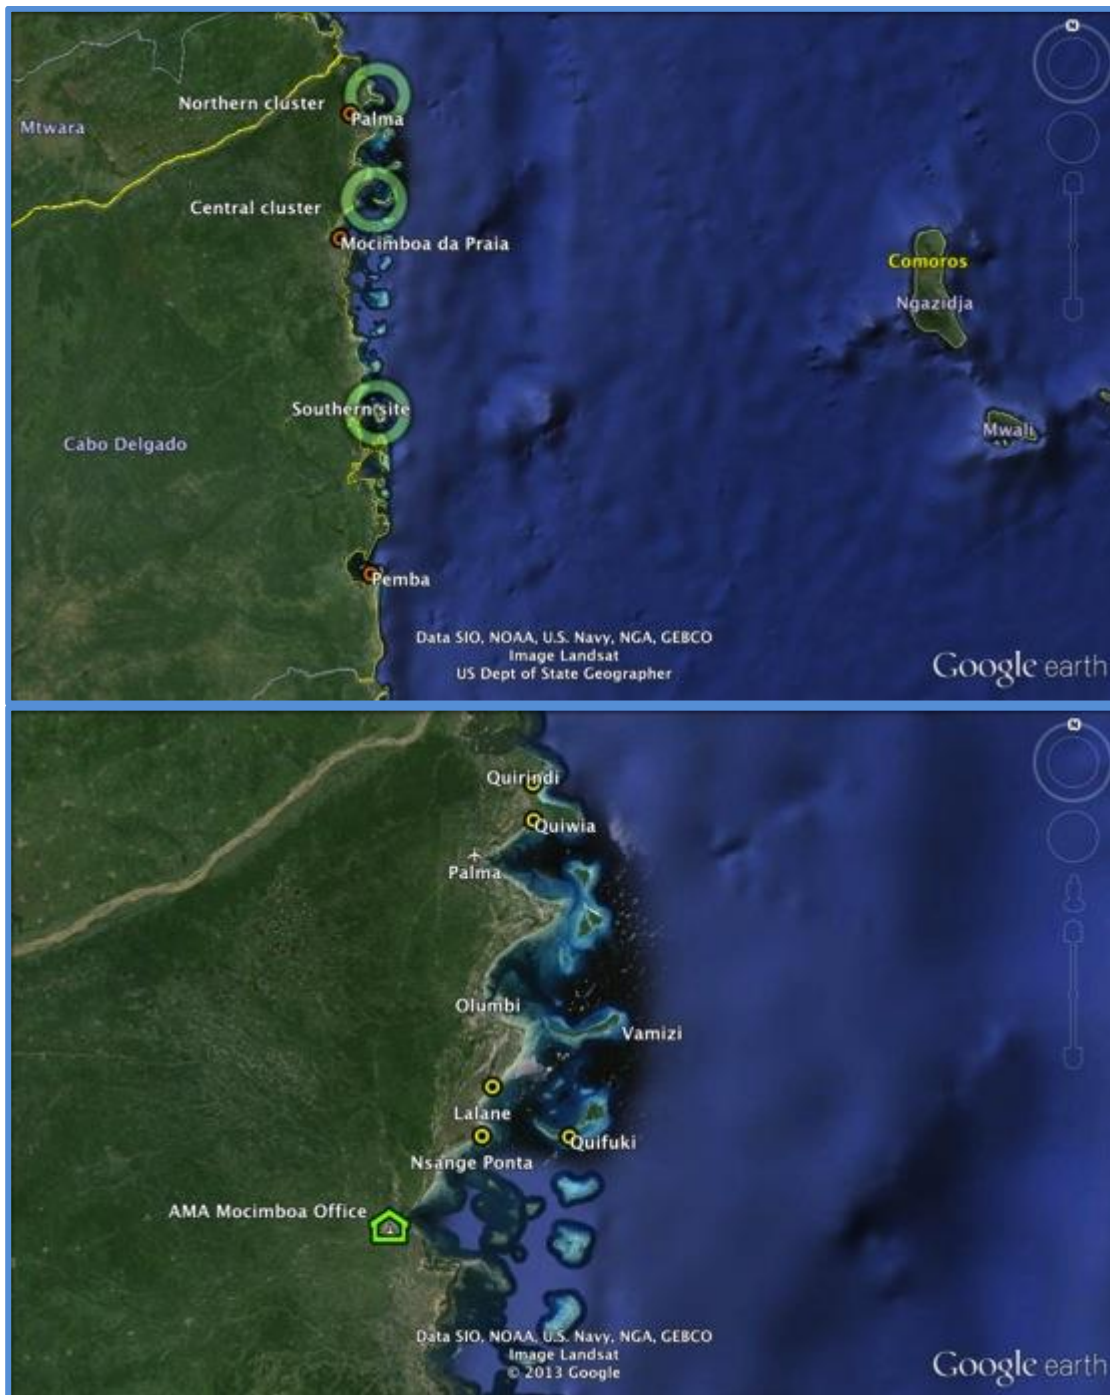 N
Northern cluster
Palma
Mtwara
Central cluster
Mocimboa da Praia
Comoros
Ngazidja
Southern site
Mwali
Cabo Delgado
Pemba
Data SIO, NOAA, U.S. Navy, NGA, GEBCO
Image Landsat
US Dept of State Geographer
Google earth
N
Quirindi
Quiwia
Palma
Olumbi
Vamizi
Lalane
Quifuki
Nsange Ponta
AMA Mocimboa Office
Data SIO, NOAA, U.S. Navy, NGA, GEBCO
Image Landsat
© 2013 Google
Google earth